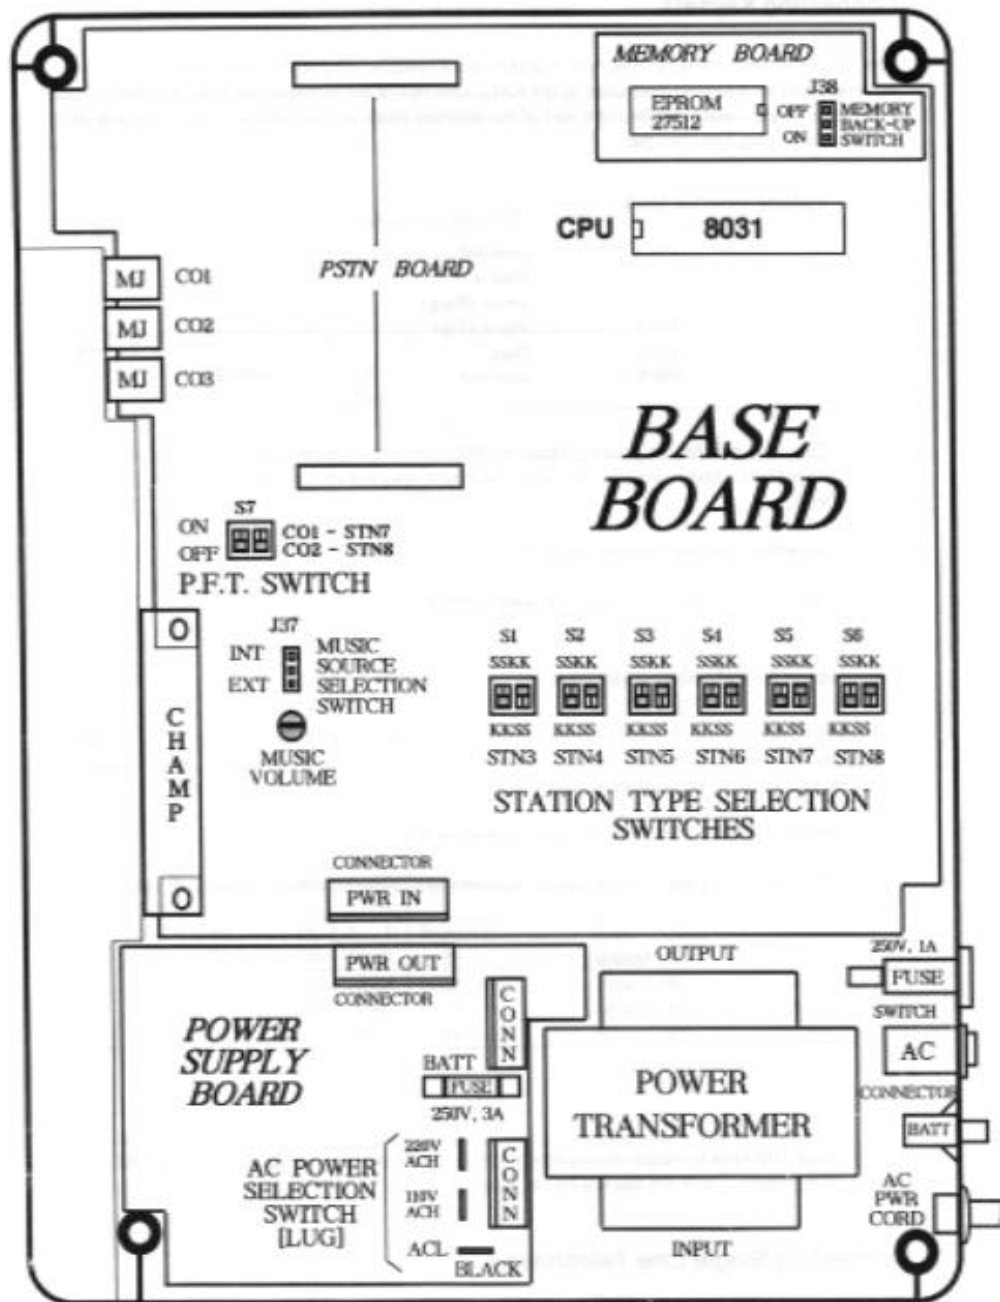 MEMORY BOARD
J38
EPROM
27512
OFF
ON
MEMORY
BACK-UP
SWITCH
CPU
8031
PSTN BOARD
MJ CO1
MJ CO2
MJ CO3
BASE
BOARD
S7
ON
OFF
CO1 - STN7
CO2 - STN8
P.F.T. SWITCH
J37
INT
EXT
MUSIC
SOURCE
SELECTION
SWITCH
MUSIC
VOLUME
O
CHAMP
O
S1 S2 S3 S4 S5 S6
SSKK SSKK SSKK SSKK SSKK SSKK
KKSS KKSS KKSS KKSS KKSS KKSS
STN3 STN4 STN5 STN6 STN7 STN8
STATION TYPE SELECTION
SWITCHES
CONNECTOR
PWR IN
PWR OUT
CONNECTOR
CONN
POWER
SUPPLY
BOARD
BATT
FUSE
250V, 3A
220V
ACH
110V
ACH
CONN
AC POWER
SELECTION
SWITCH
[LUG]
ACL
BLACK
OUTPUT
POWER
TRANSFORMER
INPUT
250V, 1A
FUSE
SWITCH
AC
CONNECTOR
BATT
AC
PWR
CORD